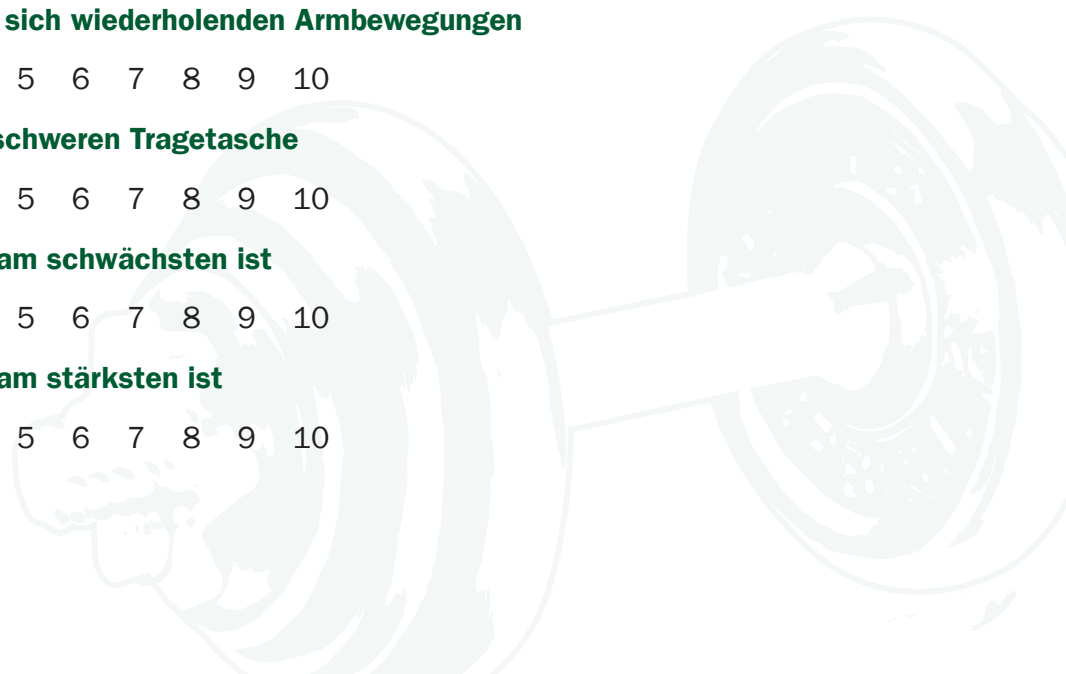 sich wiederholenden Armbewegungen
5 6 7 8 9 10
schweren Tragetasche
5 6 7 8 9 10
am schwächsten ist
5 6 7 8 9 10
am stärksten ist
5 6 7 8 9 10